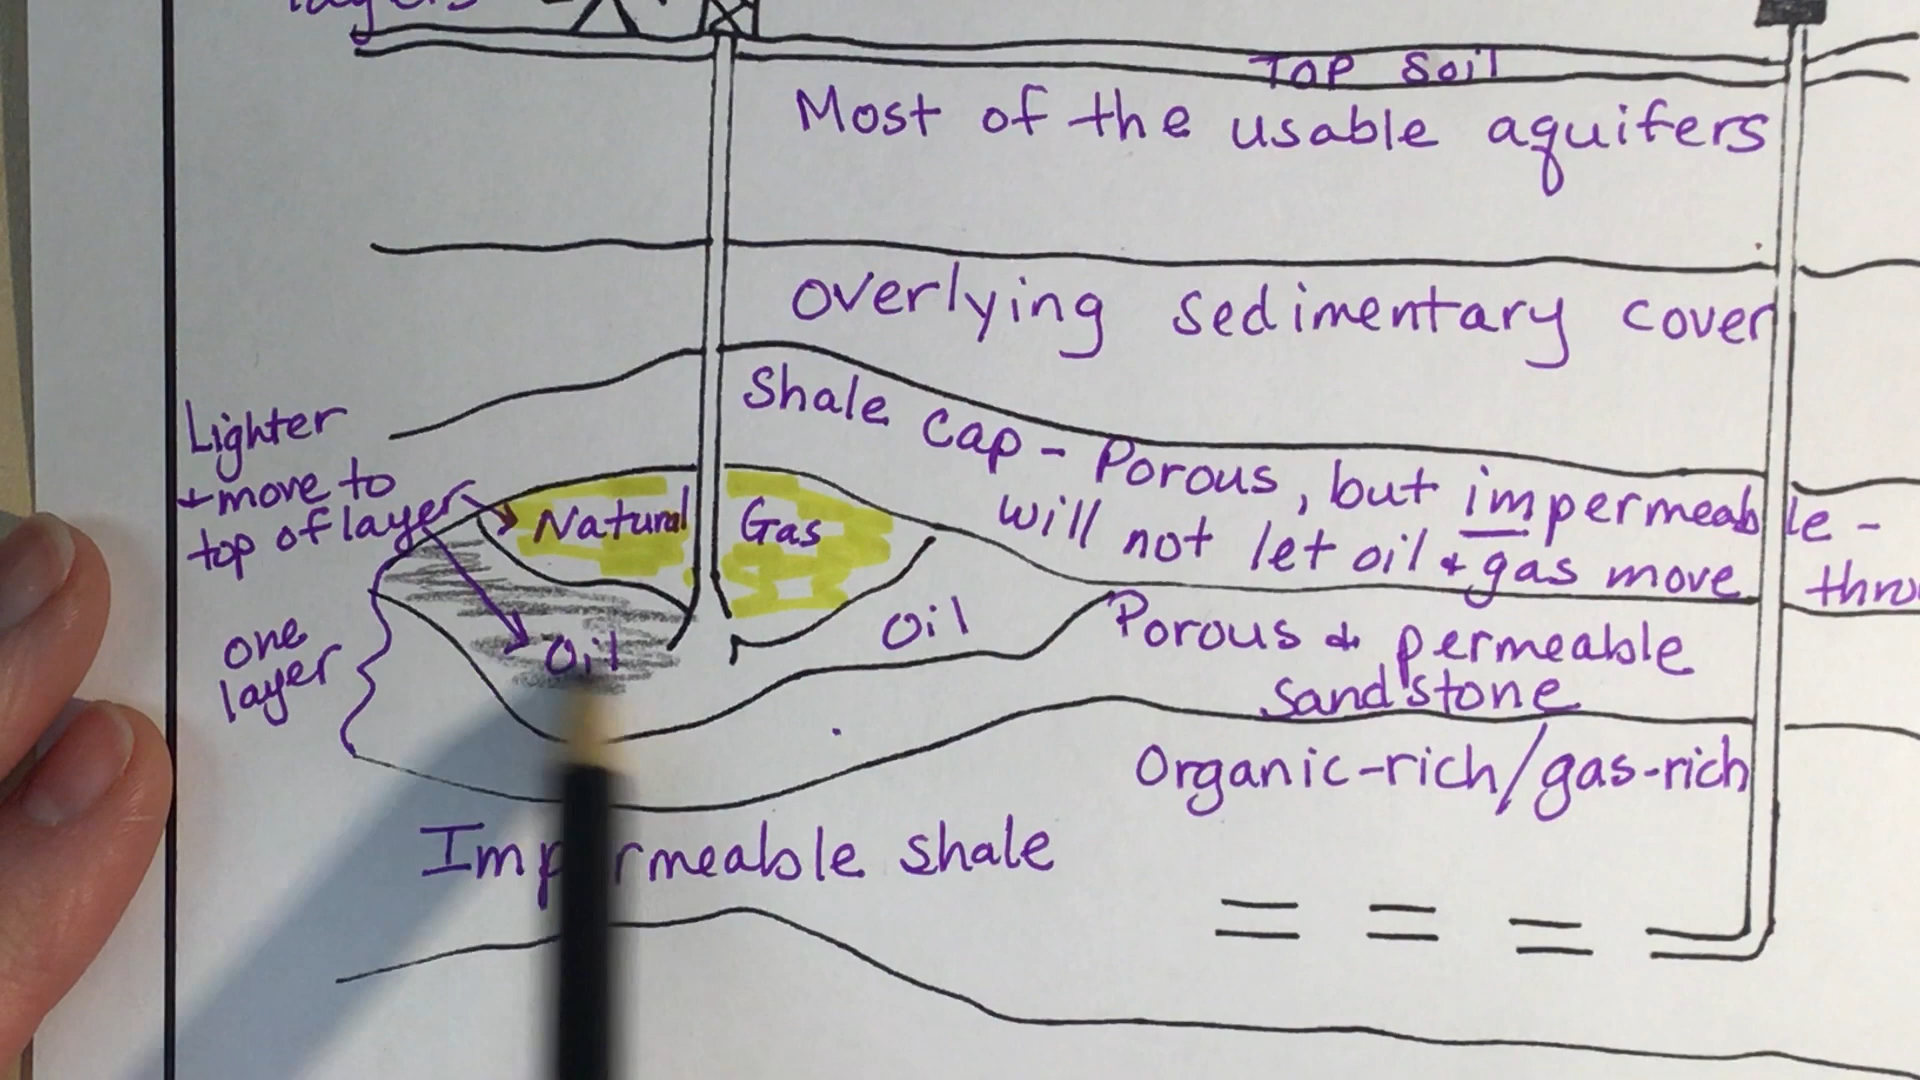 layers
Top Soil
Most of the usable aquifers
Overlying sedimentary cover
Shale Cap - Porous, but impermeable -
will not let oil + gas move
Lighter
+ move to
top of layer
Natural Gas
Oil
Oil
one
layer
Porous + permeable
sandstone
Organic-rich/gas-rich
shale